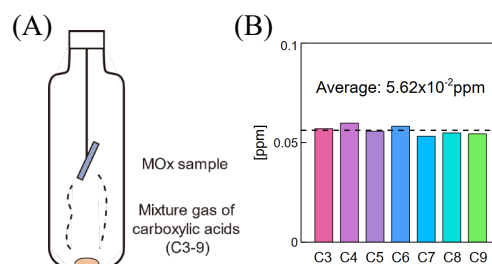 (A)
MOx sample
Mixture gas of
carboxylic acids
(C3-9)
(B)
0.1
Average: 5.62x10⁻²ppm
[ppm]
0.05
0
C3 C4 C5 C6 C7 C8 C9